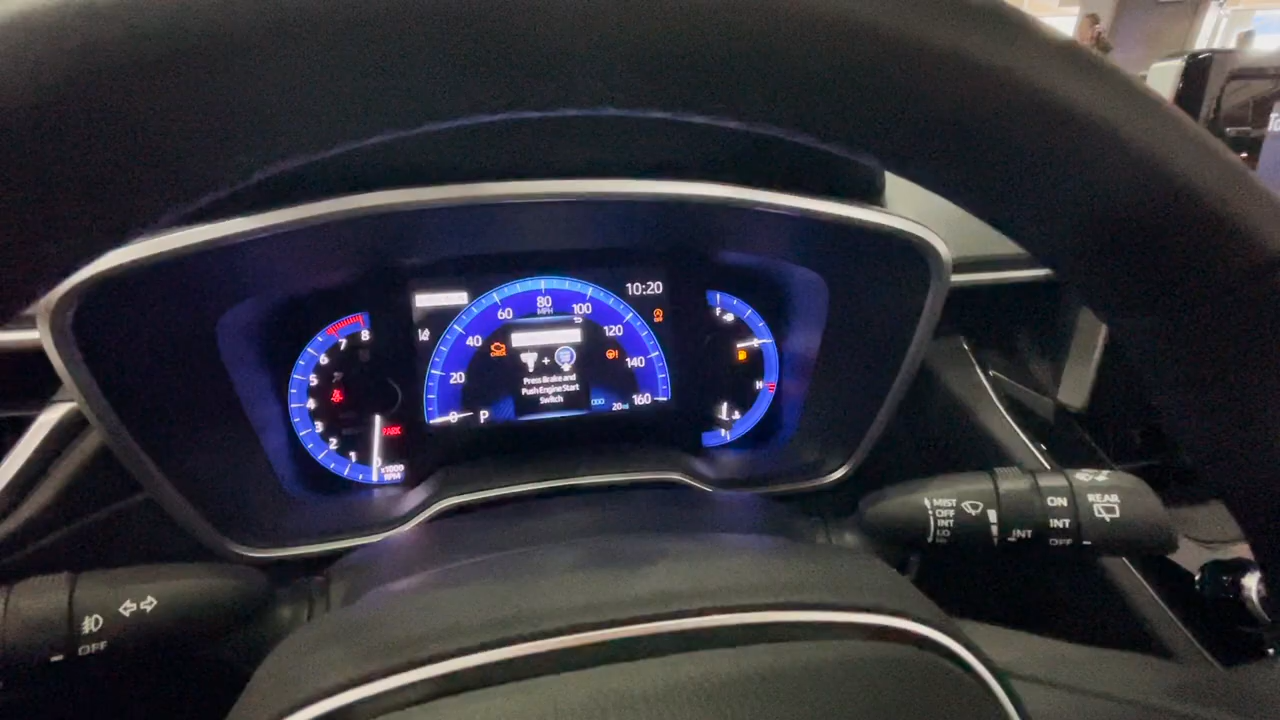 10:20
80
MPH
60
100
40
120
20
140
0
160
CHECK
+
Press Brake and
Push Engine Start
Switch
P
20
8
7
6
5
4
3
2
1
PARK
x1000
RPM
F
H
MIST
OFF
INT
LO
INT
ON
INT
OFF
REAR
OFF